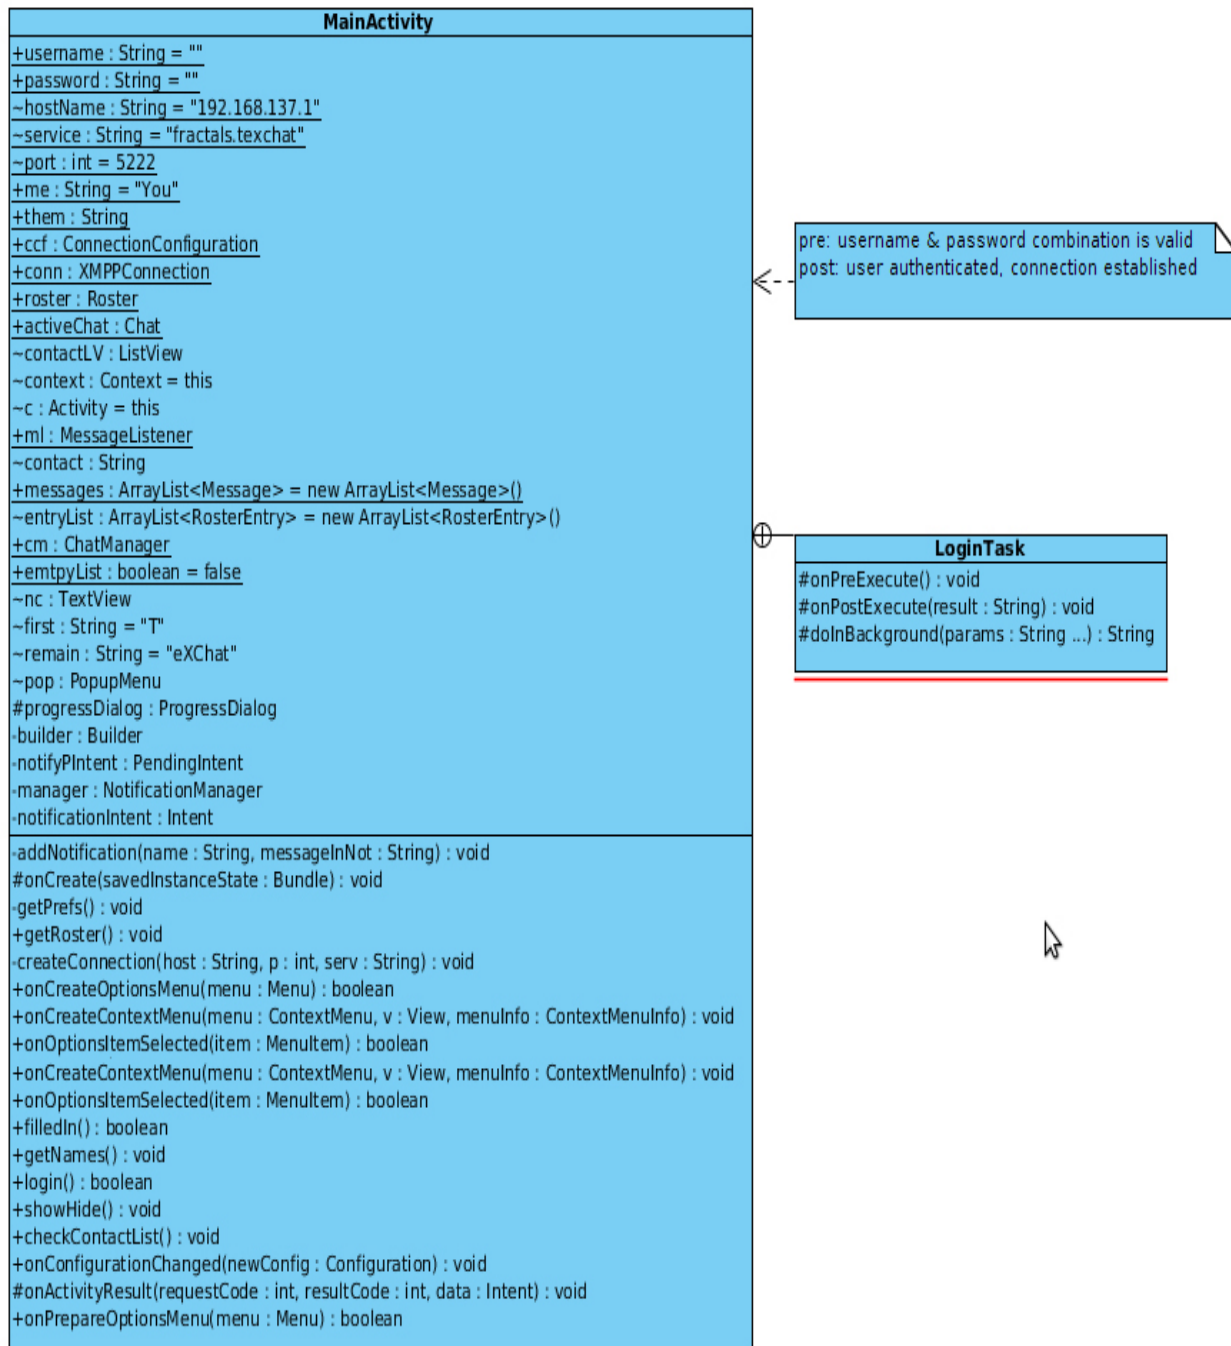 MainActivity
+username : String = ""
+password : String = ""
~hostName : String = "192.168.137.1"
~service : String = "fractals.texchat"
~port : int = 5222
+me : String = "You"
+them : String
+ccf : ConnectionConfiguration
+conn : XMPPConnection
+roster : Roster
+activeChat : Chat
~contactLV : ListView
~context : Context = this
~c : Activity = this
+ml : MessageListener
~contact : String
+messages : ArrayList<Message> = new ArrayList<Message>()
~entryList : ArrayList<RosterEntry> = new ArrayList<RosterEntry>()
+cm : ChatManager
+emtpyList : boolean = false
~nc : TextView
~first : String = "T"
~remain : String = "eXChat"
~pop : PopupMenu
#progressDialog : ProgressDialog
-builder : Builder
-notifyPIntent : PendingIntent
-manager : NotificationManager
-notificationIntent : Intent
-addNotification(name : String, messageInNot : String) : void
#onCreate(savedInstanceState : Bundle) : void
-getPrefs() : void
+getRoster() : void
-createConnection(host : String, p : int, serv : String) : void
+onCreateOptionsMenu(menu : Menu) : boolean
+onCreateContextMenu(menu : ContextMenu, v : View, menuInfo : ContextMenuInfo) : void
+onOptionsItemSelected(item : MenuItem) : boolean
+onCreateContextMenu(menu : ContextMenu, v : View, menuInfo : ContextMenuInfo) : void
+onOptionsItemSelected(item : MenuItem) : boolean
+filledIn() : boolean
+getNames() : void
+login() : boolean
+showHide() : void
+checkContactList() : void
+onConfigurationChanged(newConfig : Configuration) : void
#onActivityResult(requestCode : int, resultCode : int, data : Intent) : void
+onPrepareOptionsMenu(menu : Menu) : boolean
pre: username & password combination is valid
post: user authenticated, connection established
LoginTask
#onPreExecute() : void
#onPostExecute(result : String) : void
#doInBackground(params : String ...) : String